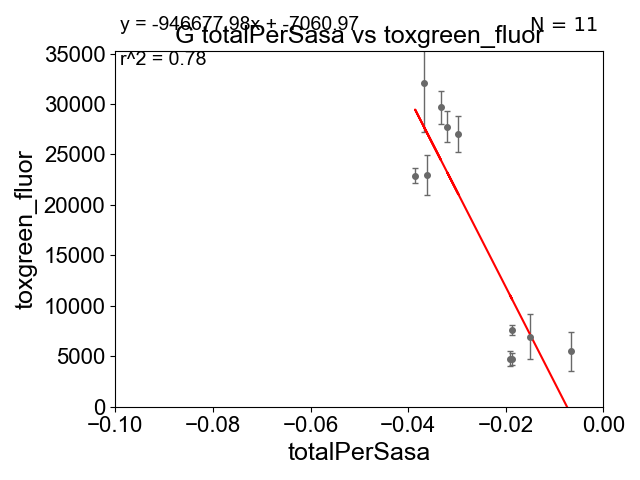 y = -946677.98x + -7060.97
N = 11
G totalPerSasa vs toxgreen_fluor
r^2 = 0.78
35000
30000
25000
20000
15000
10000
5000
0
toxgreen_fluor
−0.10 −0.08 −0.06 −0.04 −0.02 0.00
totalPerSasa